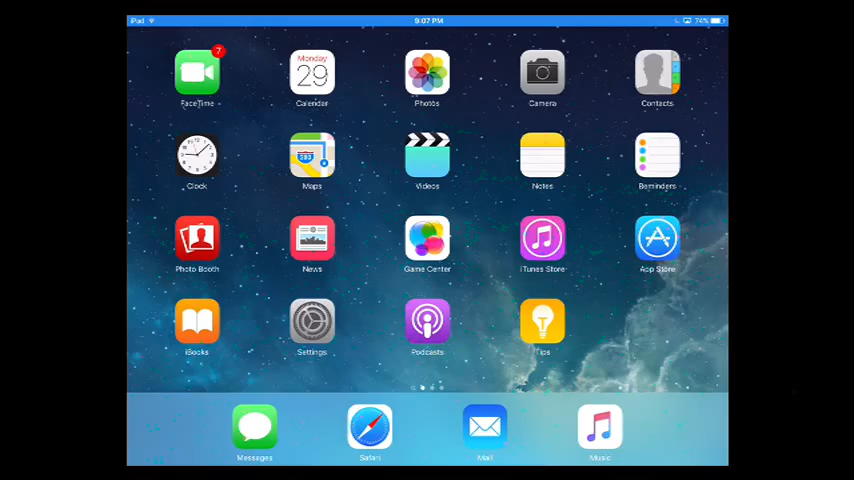 iPad 9:07 PM 74%
7
Monday
29
FaceTime Calendar Photos Camera Contacts
280
Clock Maps Videos Notes Reminders
Photo Booth News Game Center iTunes Store App Store
iBooks Settings Podcasts Tips
Messages Safari Mail Music